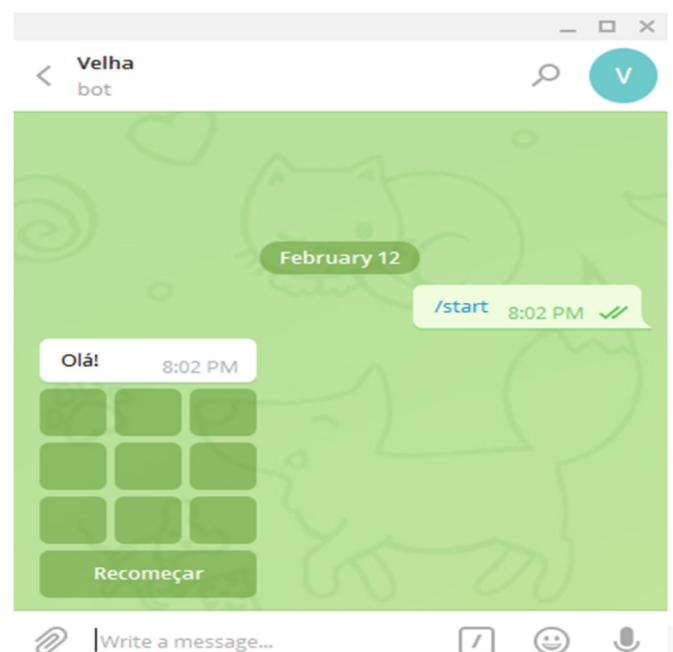 Velha
bot
V
February 12
/start 8:02 PM
Olá! 8:02 PM
Recomeçar
Write a message...
/